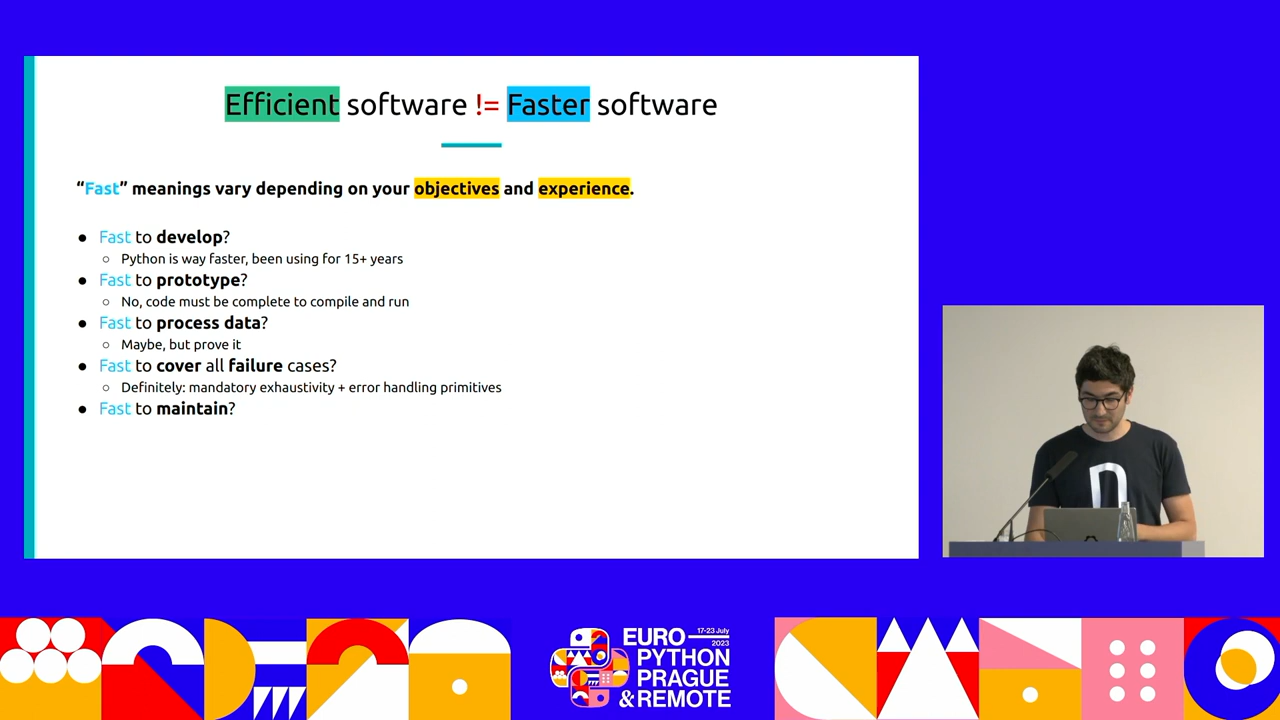 Efficient software != Faster software
“Fast” meanings vary depending on your objectives and experience.
● Fast to develop?
○ Python is way faster, been using for 15+ years
● Fast to prototype?
○ No, code must be complete to compile and run
● Fast to process data?
○ Maybe, but prove it
● Fast to cover all failure cases?
○ Definitely: mandatory exhaustivity + error handling primitives
● Fast to maintain?
EURO 17-23 July 2023
PYTHON
PRAGUE
& REMOTE